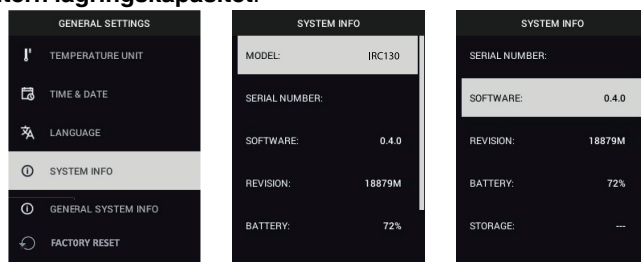 intern lagringskapasitet.
GENERAL SETTINGS
TEMPERATURE UNIT
TIME & DATE
LANGUAGE
SYSTEM INFO
GENERAL SYSTEM INFO
FACTORY RESET
SYSTEM INFO
MODEL: IRC130
SERIAL NUMBER:
SOFTWARE: 0.4.0
REVISION: 18879M
BATTERY: 72%
SYSTEM INFO
SERIAL NUMBER:
SOFTWARE: 0.4.0
REVISION: 18879M
BATTERY: 72%
STORAGE: ---